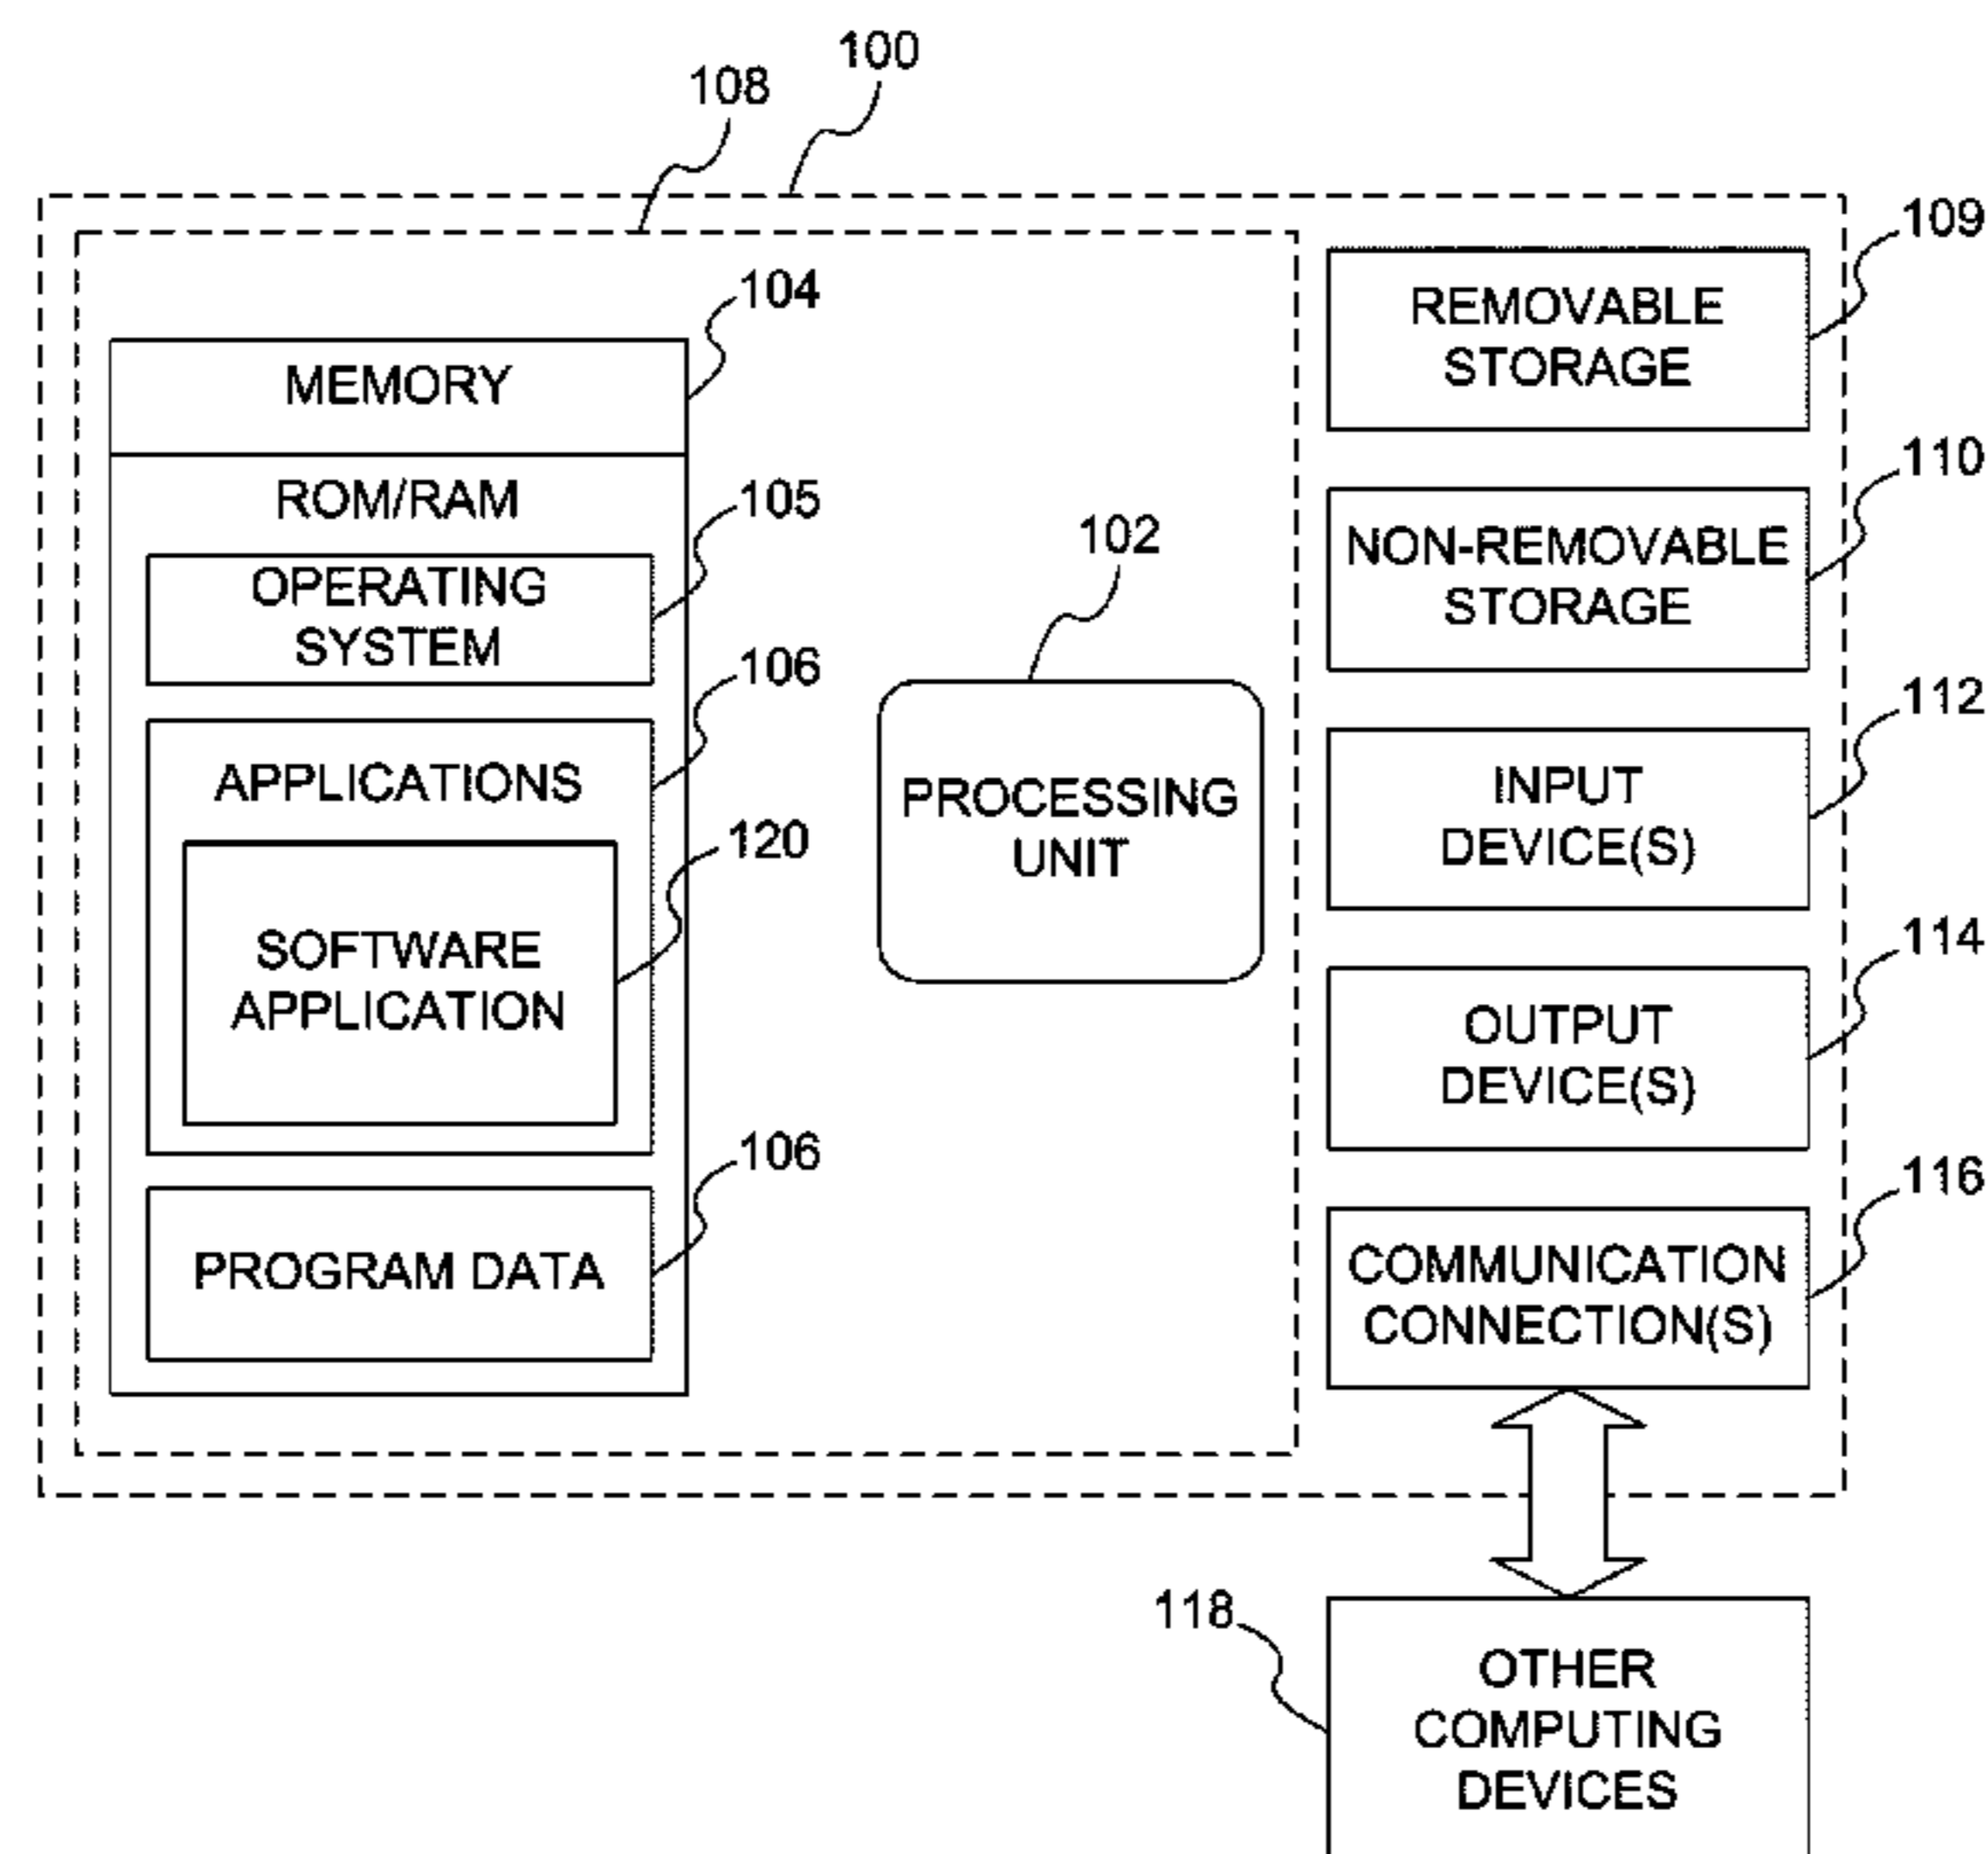 100
108
104
MEMORY
ROM/RAM
105
OPERATING
SYSTEM
106
APPLICATIONS
120
SOFTWARE
APPLICATION
106
PROGRAM DATA
102
PROCESSING
UNIT
109
REMOVABLE
STORAGE
110
NON-REMOVABLE
STORAGE
112
INPUT
DEVICE(S)
114
OUTPUT
DEVICE(S)
116
COMMUNICATION
CONNECTION(S)
118
OTHER
COMPUTING
DEVICES